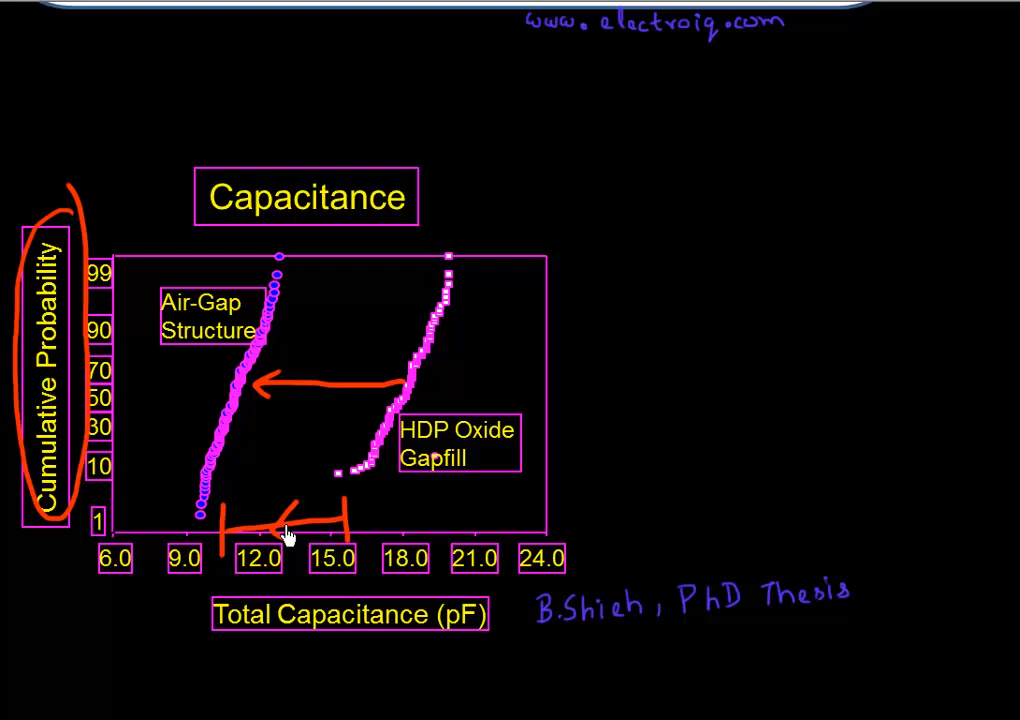 www.electroiq.com
Capacitance
Cumulative Probability
99
90
70
50
30
10
1
Air-Gap
Structure
HDP Oxide
Gapfill
6.0 9.0 12.0 15.0 18.0 21.0 24.0
Total Capacitance (pF)
B.Shieh, PhD Thesis